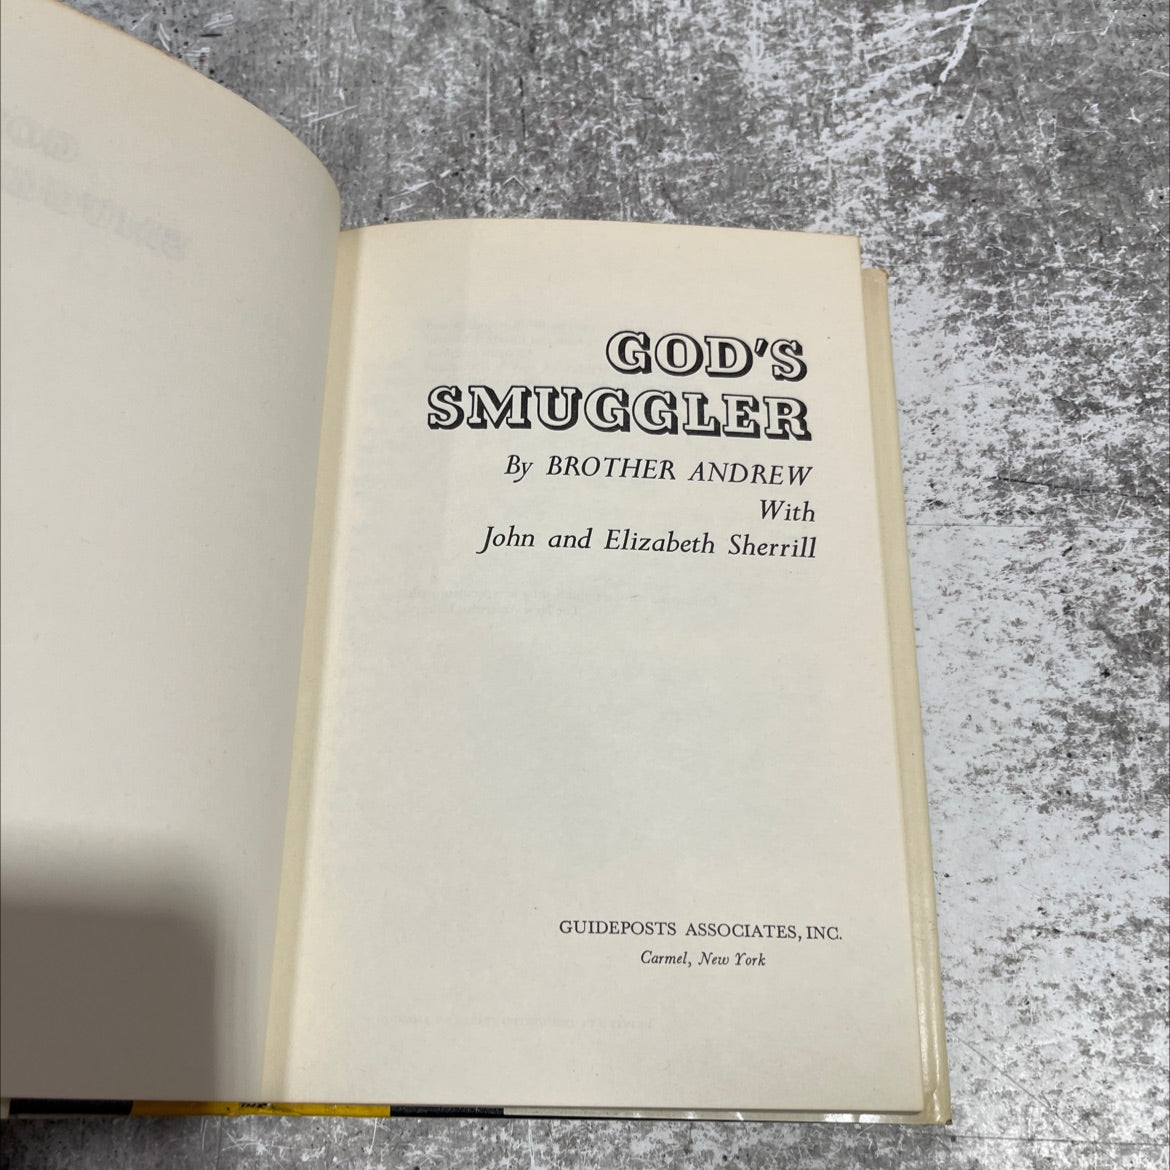 GOD'S
SMUGGLER
By BROTHER ANDREW
With
John and Elizabeth Sherrill
GUIDEPOSTS ASSOCIATES, INC.
Carmel, New York